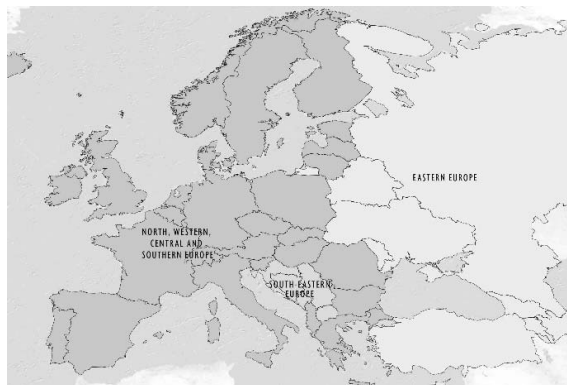 EASTERN EUROPE
NORTH, WESTERN,
CENTRAL AND
SOUTHERN EUROPE
SOUTH EASTERN
EUROPE